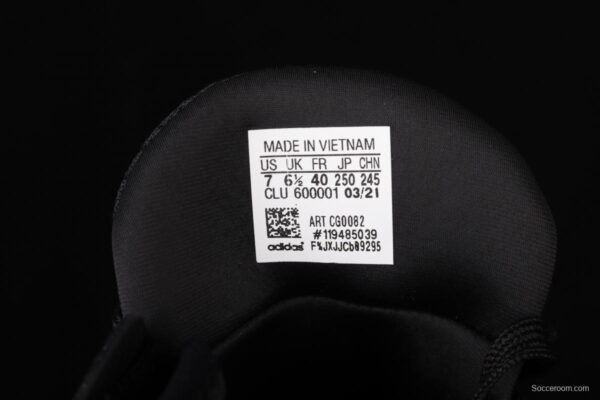 MADE IN VIETNAM
US UK FR JP CHN
7 6½ 40 250 245
CLU 600001 03/21
ART CG0082
#119485039
adidas F%JXJJCb09295
Socceroom.com